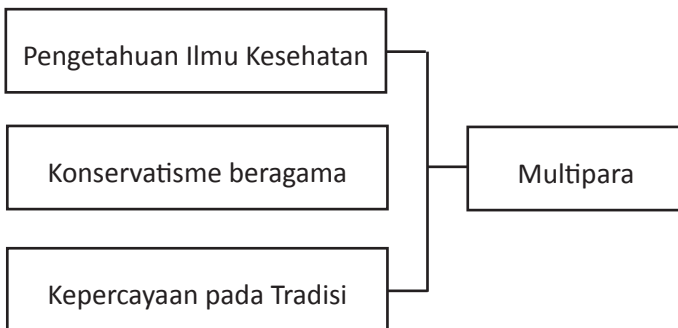 Pengetahuan Ilmu Kesehatan
Konservatisme beragama
Multipara
Kepercayaan pada Tradisi